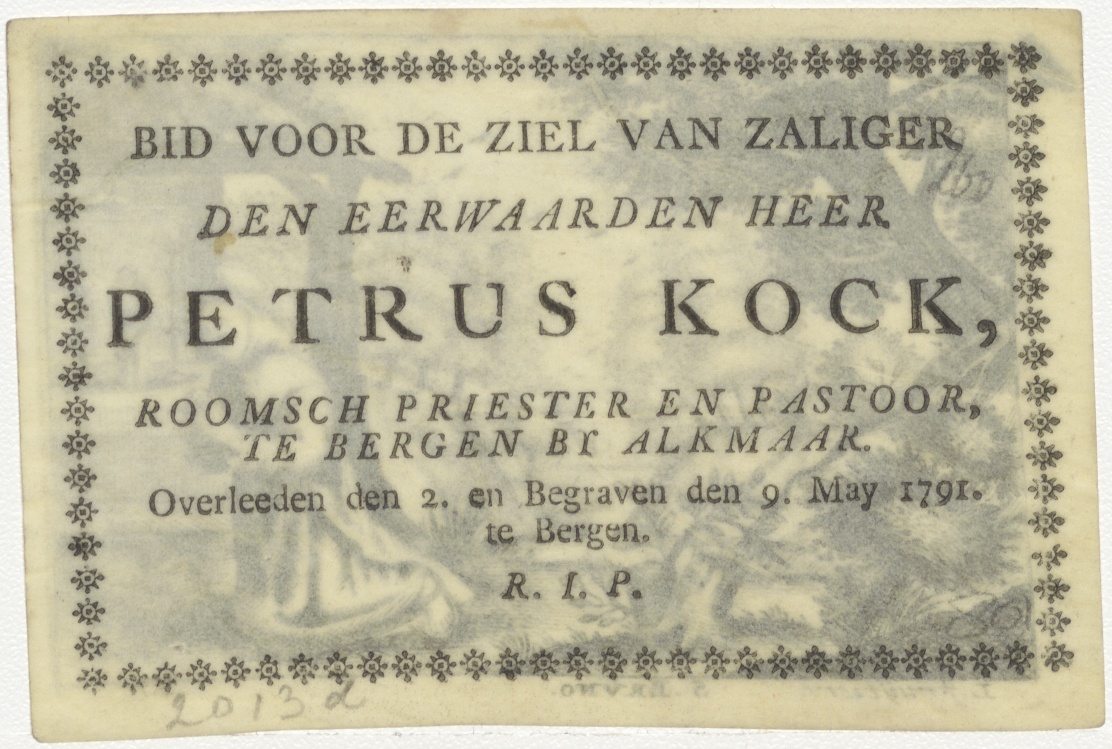 BID VOOR DE ZIEL VAN ZALIGER
DEN EERWAARDEN HEER
PETRUS KOCK,
ROOMSCH PRIESTER EN PASTOOR,
TE BERGEN BY ALKMAAR.
Overleeden den 2. en Begraven den 9. May 1791.
te Bergen.
R. I. P.
S. BRVNO.
2013 d